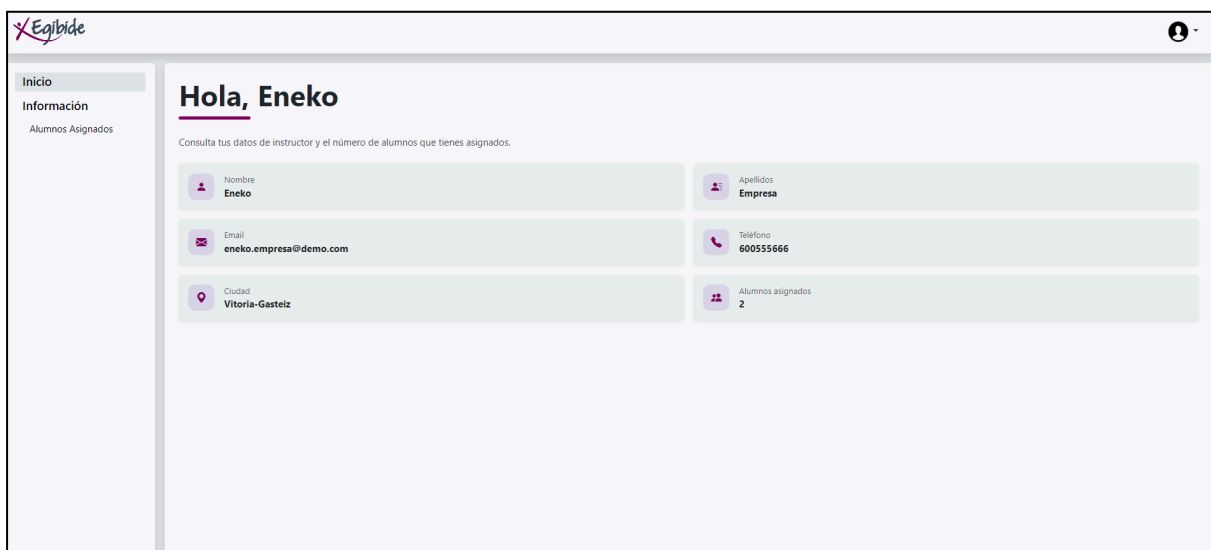 Egibide
Inicio
Información
Alumnos Asignados
Hola, Eneko
Consulta tus datos de instructor y el número de alumnos que tienes asignados.
Nombre
Eneko
Apellidos
Empresa
Email
eneko.empresa@demo.com
Teléfono
600555666
Ciudad
Vitoria-Gasteiz
Alumnos asignados
2